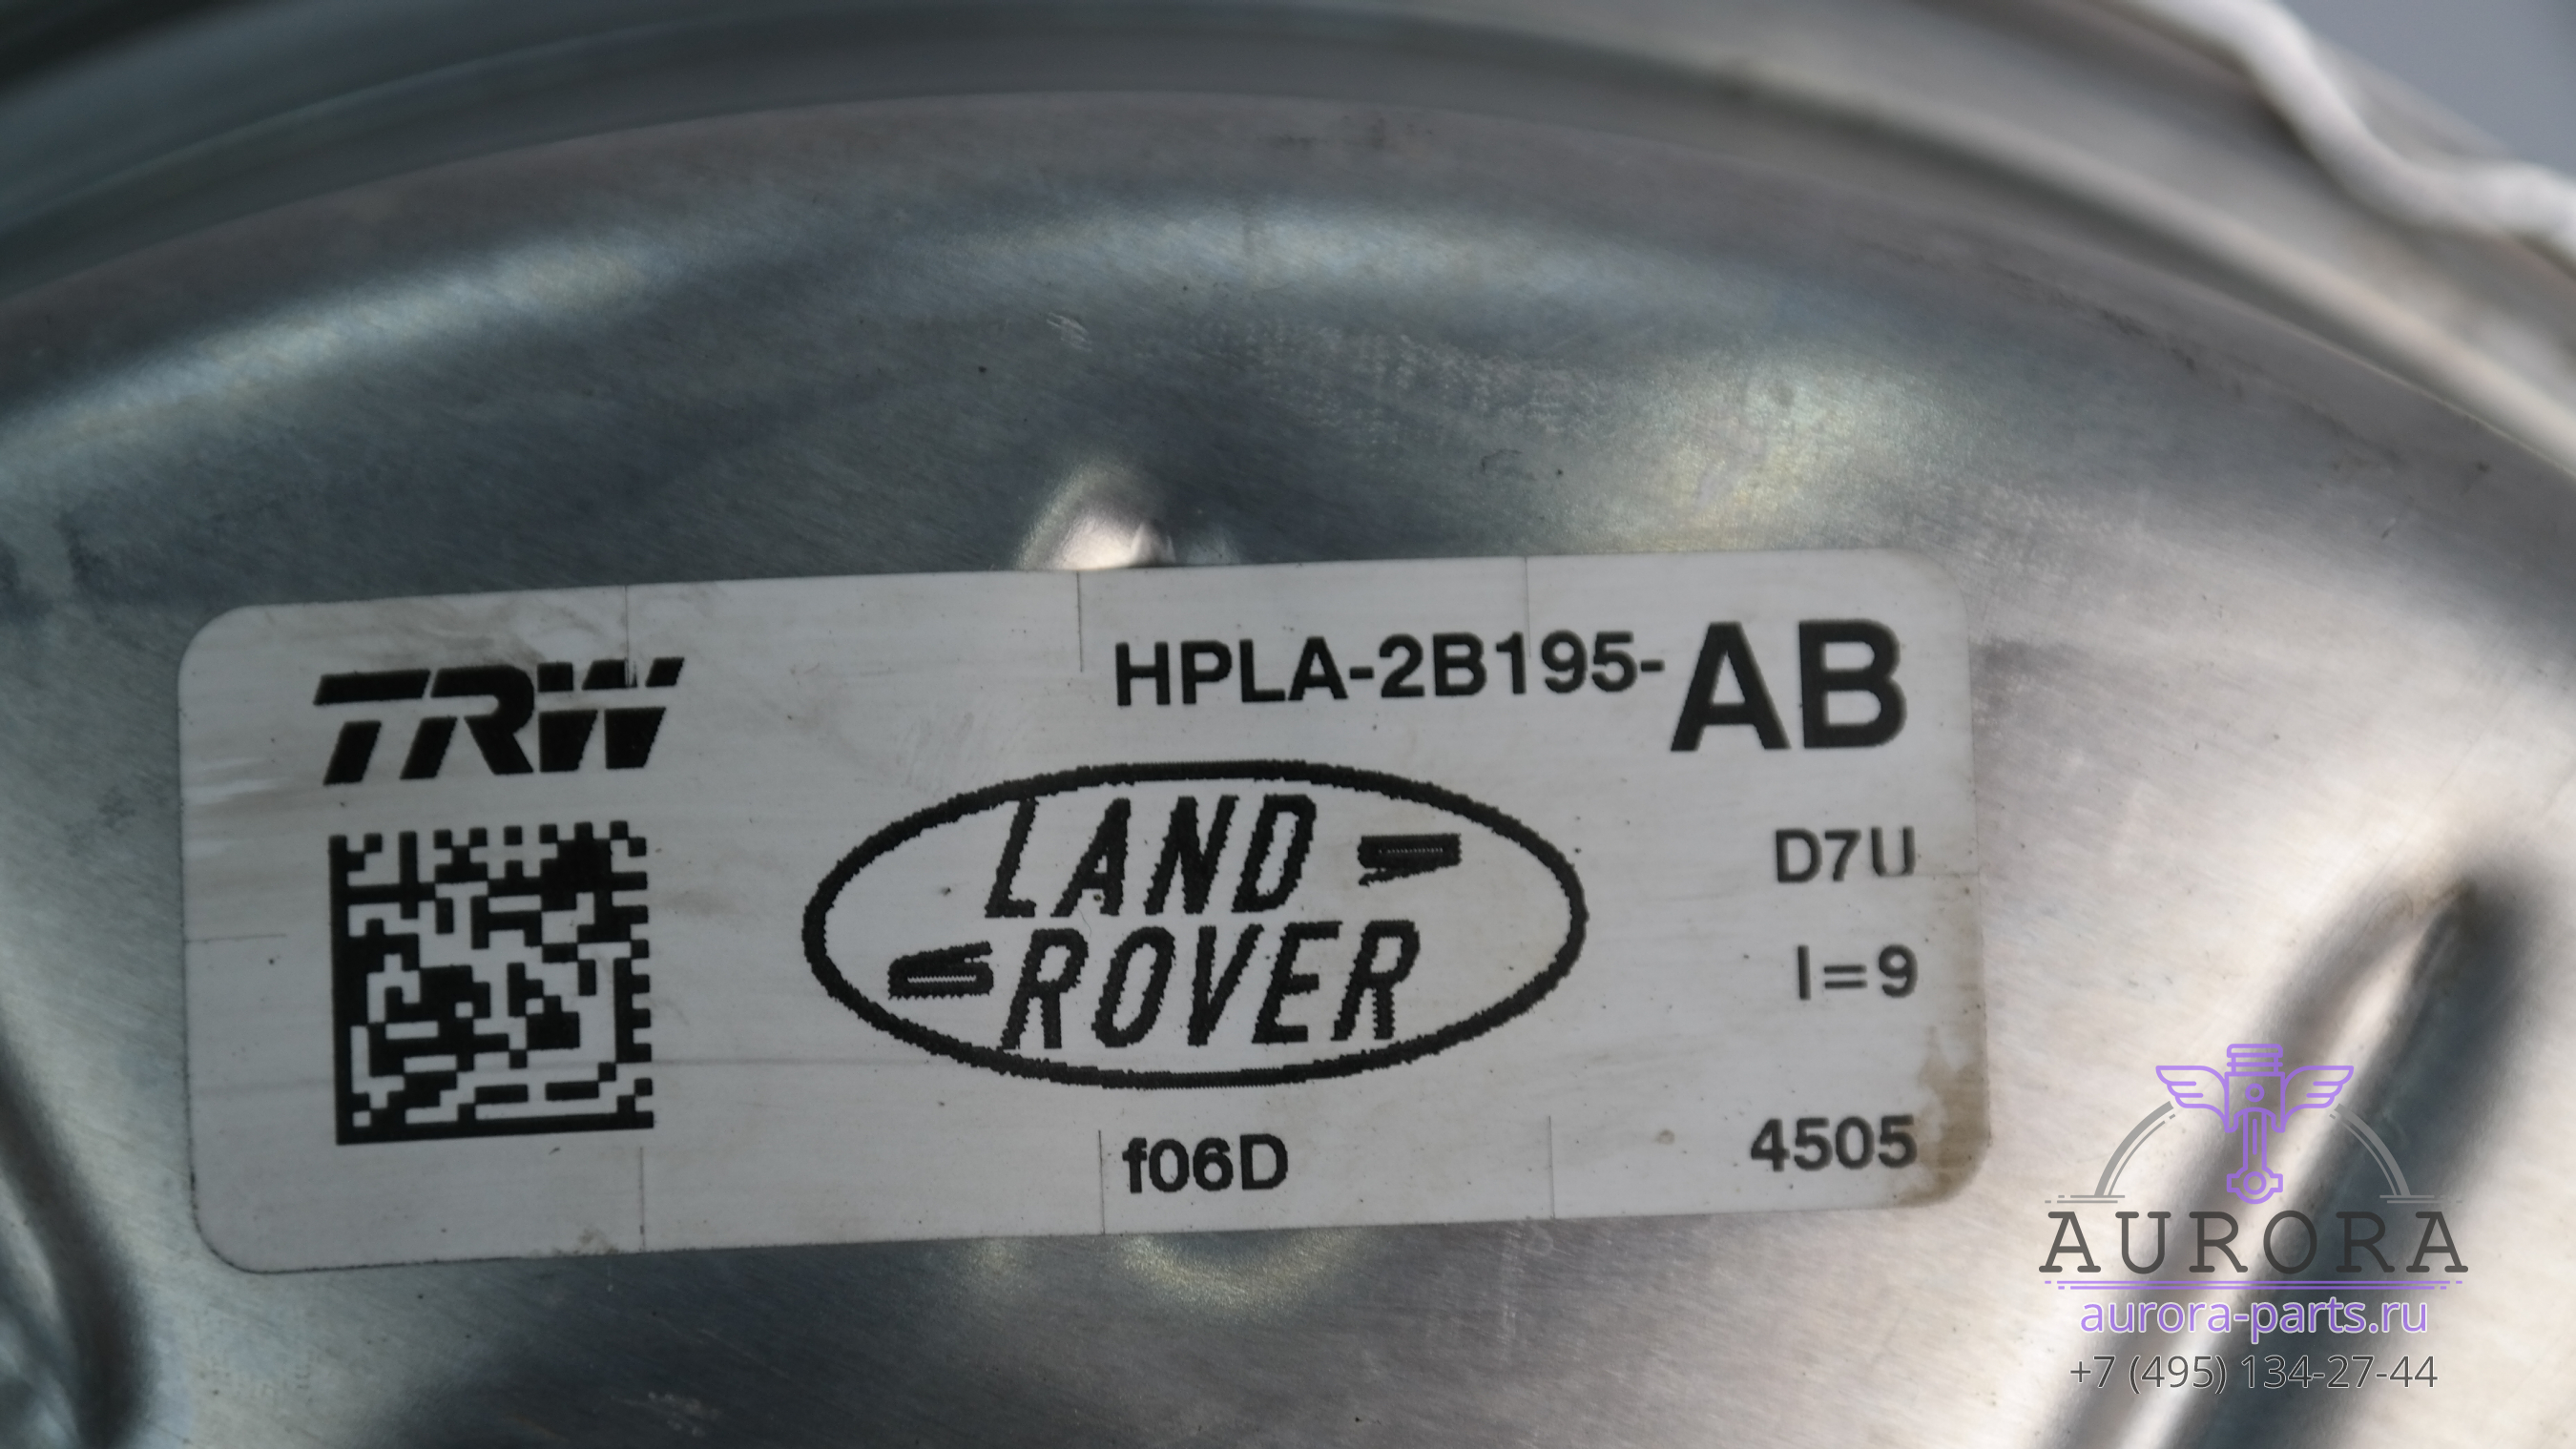 TRW
HPLA-2B195-AB
LAND
ROVER
D7U
I=9
f06D
4505
AURORA
aurora-parts.ru
+7 (495) 134-27-44